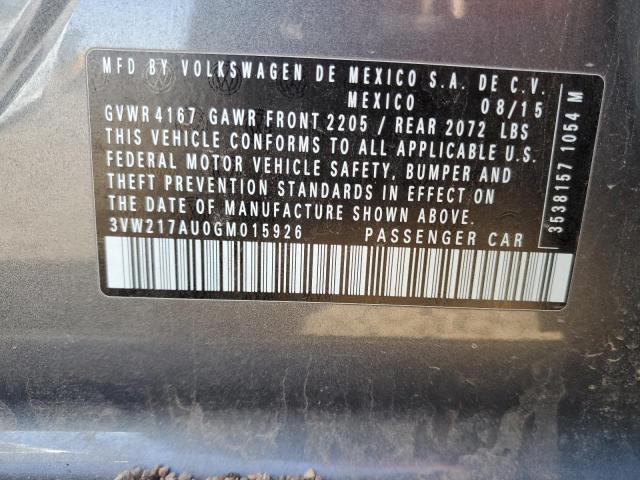 MFD BY VOLKSWAGEN DE MEXICO S.A. DE C.V.
MEXICO 08/15
GVWR 4167 GAWR FRONT 2205 / REAR 2072 LBS
THIS VEHICLE CONFORMS TO ALL APPLICABLE U.S.
FEDERAL MOTOR VEHICLE SAFETY, BUMPER AND
THEFT PREVENTION STANDARDS IN EFFECT ON
THE DATE OF MANUFACTURE SHOWN ABOVE.
3VW217AU0GM015926 PASSENGER CAR
3538157 1054 M